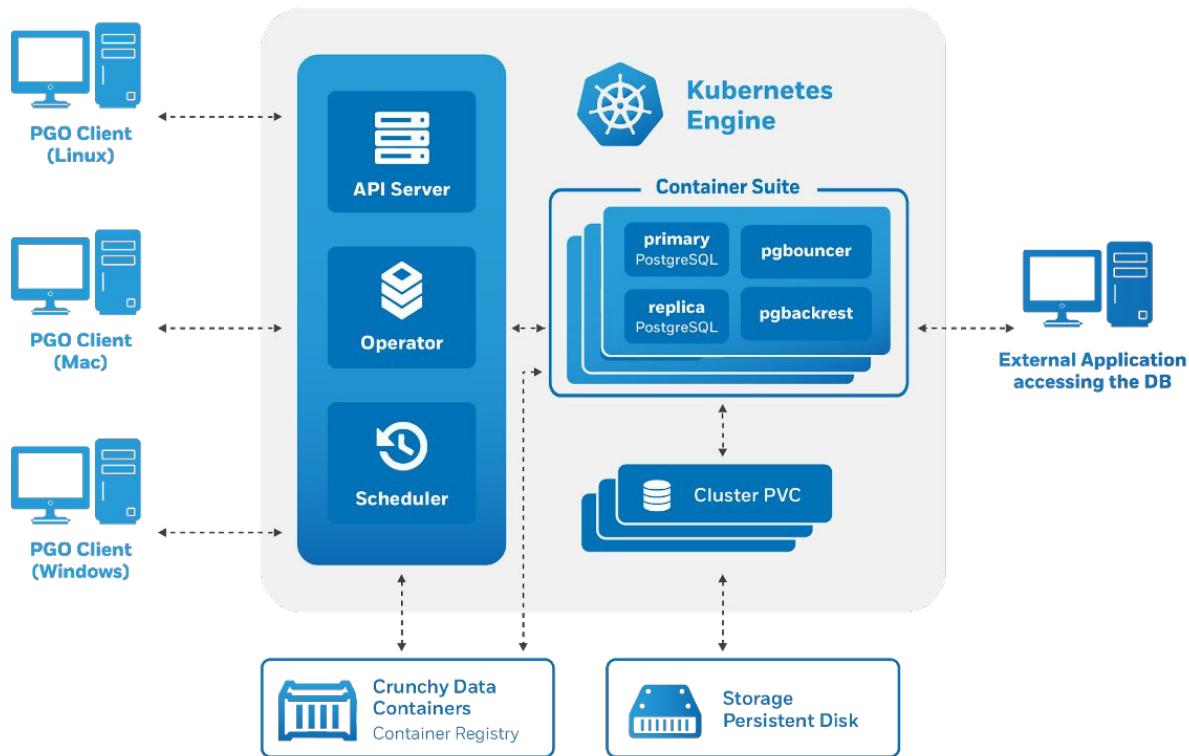 PGO Client
(Linux)
PGO Client
(Mac)
PGO Client
(Windows)
API Server
Operator
Scheduler
Kubernetes
Engine
Container Suite
primary
PostgreSQL
pgbouncer
replica
PostgreSQL
pgbackrest
Cluster PVC
External Application
accessing the DB
Crunchy Data
Containers
Container Registry
Storage
Persistent Disk